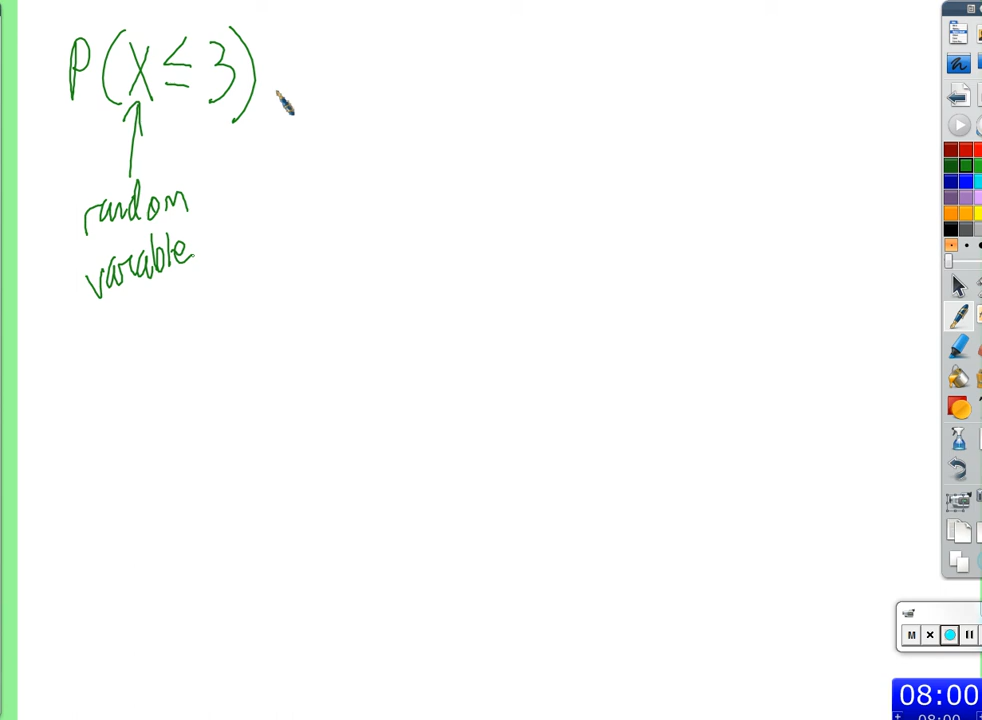 P(X ≤ 3)
random
variable
M
08:00